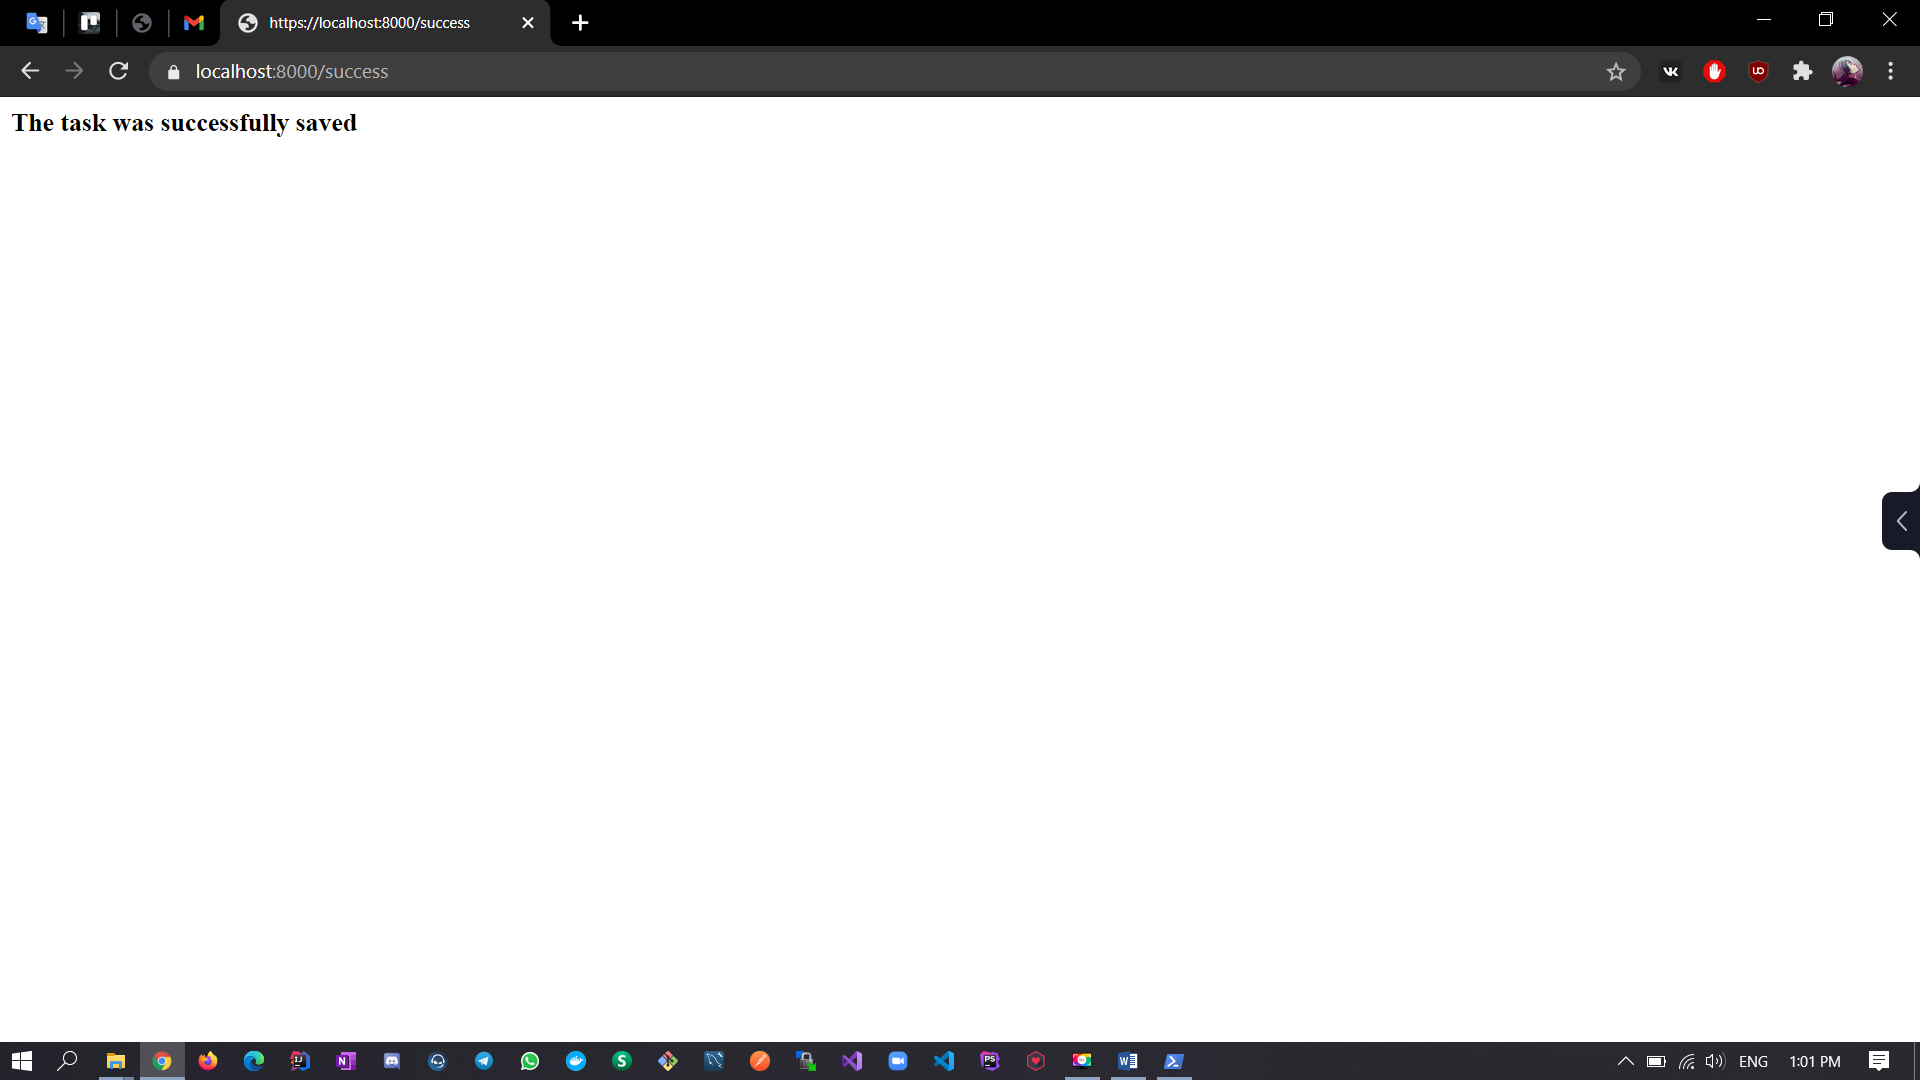 https://localhost:8000/success
localhost:8000/success
The task was successfully saved
ENG
1:01 PM